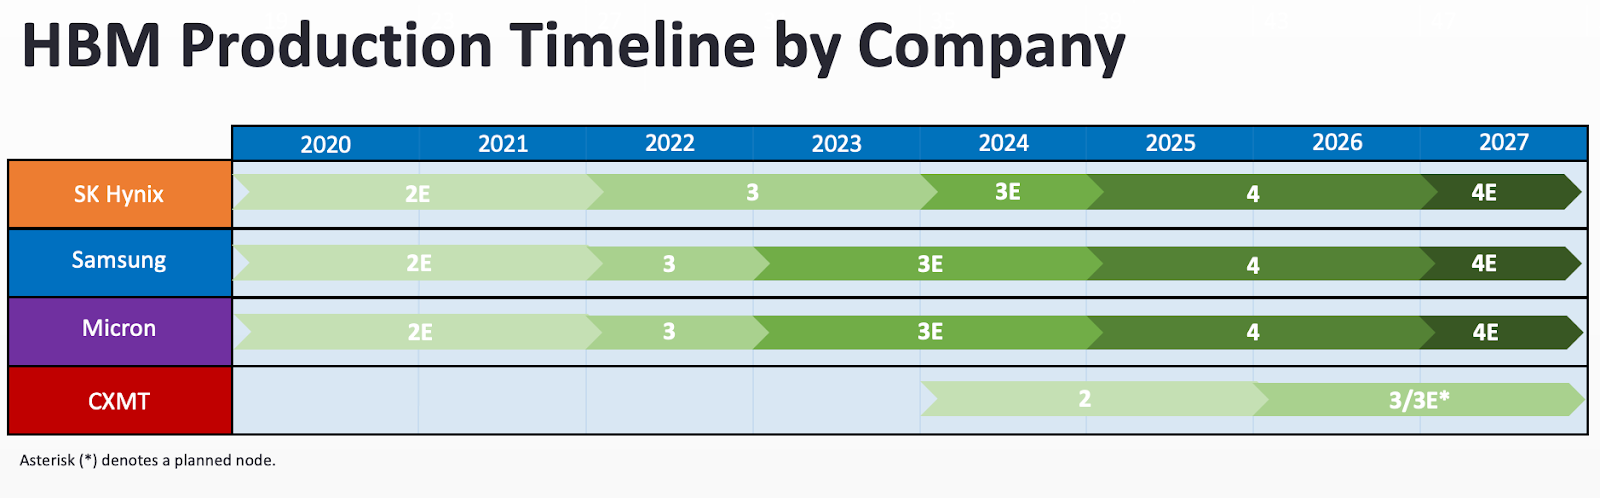 HBM Production Timeline by Company
2020 2021 2022 2023 2024 2025 2026 2027
SK Hynix 2E 3 3E 4 4E
Samsung 2E 3 3E 4 4E
Micron 2E 3 3E 4 4E
CXMT 2 3/3E*
Asterisk (*) denotes a planned node.